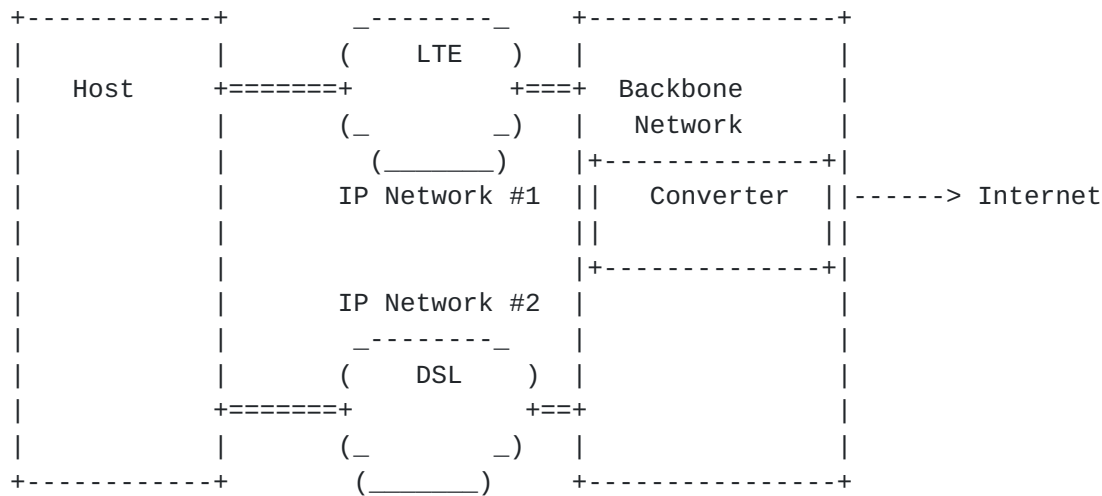 LTE
Host Backbone
Network
IP Network #1 Converter ------> Internet
IP Network #2
DSL